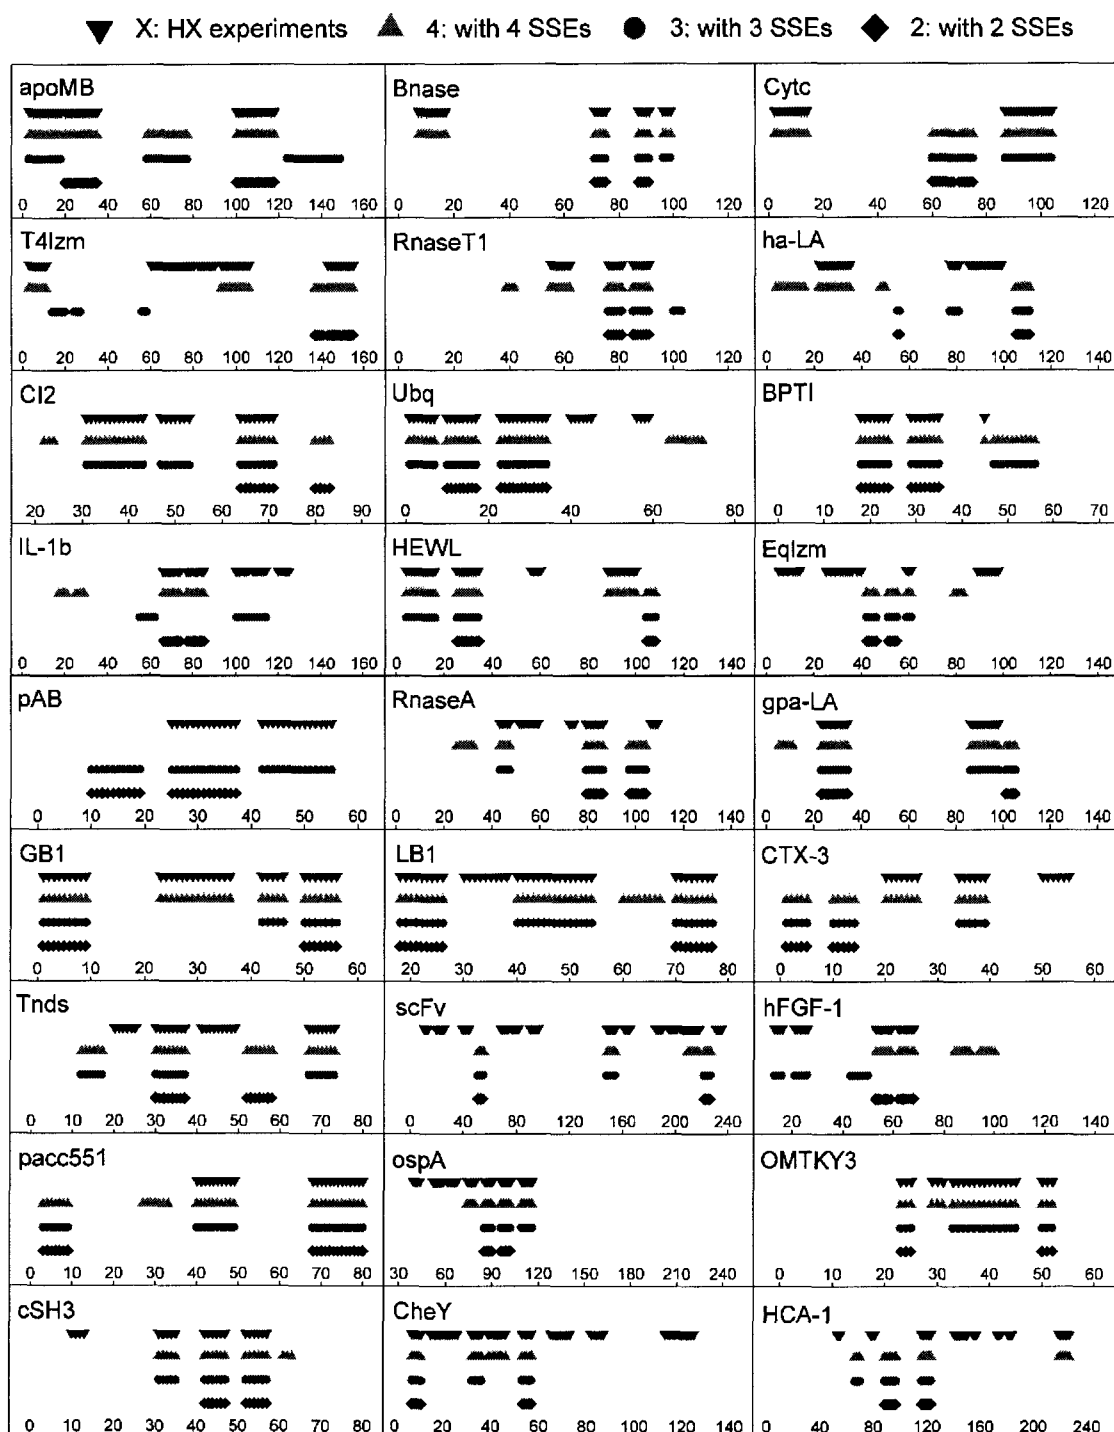 X: HX experiments 4: with 4 SSEs 3: with 3 SSEs 2: with 2 SSEs
apoMB Bnase Cytc
0 20 40 60 80 100 120 140 160 0 20 40 60 80 100 120 0 20 40 60 80 100 120
T4lzm RnaseT1 ha-LA
0 20 40 60 80 100 120 140 160 0 20 40 60 80 100 120 0 20 40 60 80 100 120 140
CI2 Ubq BPTI
20 30 40 50 60 70 80 90 0 20 40 60 80 0 10 20 30 40 50 60 70
IL-1b HEWL Eqlzm
0 20 40 60 80 100 120 140 160 0 20 40 60 80 100 120 140 0 20 40 60 80 100 120 140
pAB RnaseA gpa-LA
0 10 20 30 40 50 60 0 20 40 60 80 100 120 140 0 20 40 60 80 100 120 140
GB1 LB1 CTX-3
0 10 20 30 40 50 60 20 30 40 50 60 70 80 0 10 20 30 40 50 60
Tnds scFv hFGF-1
0 10 20 30 40 50 60 70 80 0 40 80 120 160 200 240 20 40 60 80 100 120 140
pacc551 ospA OMTKY3
0 10 20 30 40 50 60 70 80 30 60 90 120 150 180 210 240 0 10 20 30 40 50 60
cSH3 CheY HCA-1
0 10 20 30 40 50 60 70 80 0 20 40 60 80 100 120 140 0 40 80 120 160 200 240